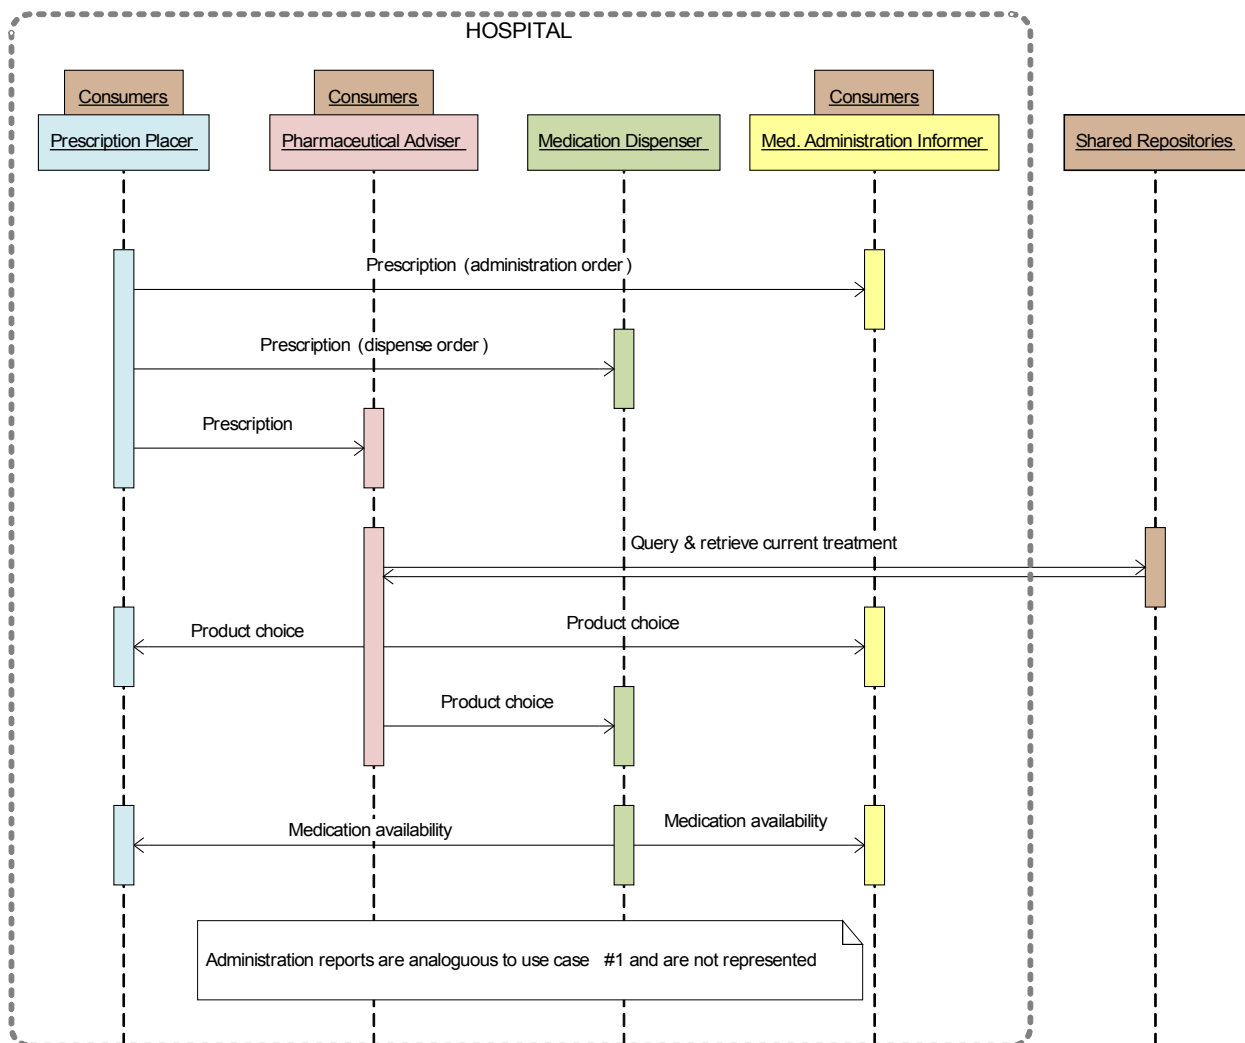 HOSPITAL
Consumers
Consumers
Consumers
Prescription Placer
Pharmaceutical Adviser
Medication Dispenser
Med. Administration Informer
Shared Repositories
Prescription (administration order)
Prescription (dispense order)
Prescription
Query & retrieve current treatment
Product choice
Product choice
Product choice
Medication availability
Medication availability
Administration reports are analoguous to use case #1 and are not represented